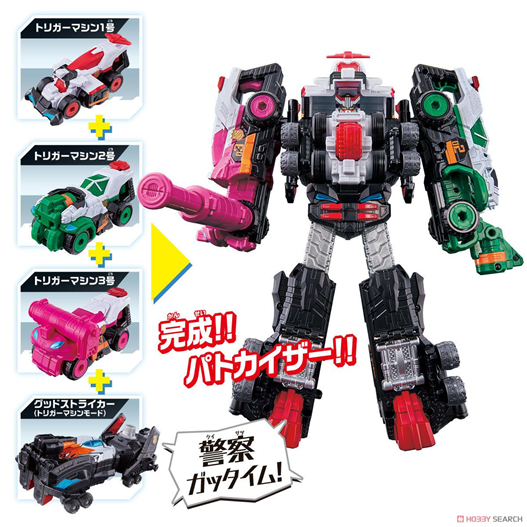 トリガーマシン1号
トリガーマシン2号
トリガーマシン3号
グッドストライカー
(トリガーマシンモード)
完成!!
パトカイザー!!
警察
ガッタイム!
HOBBY SEARCH